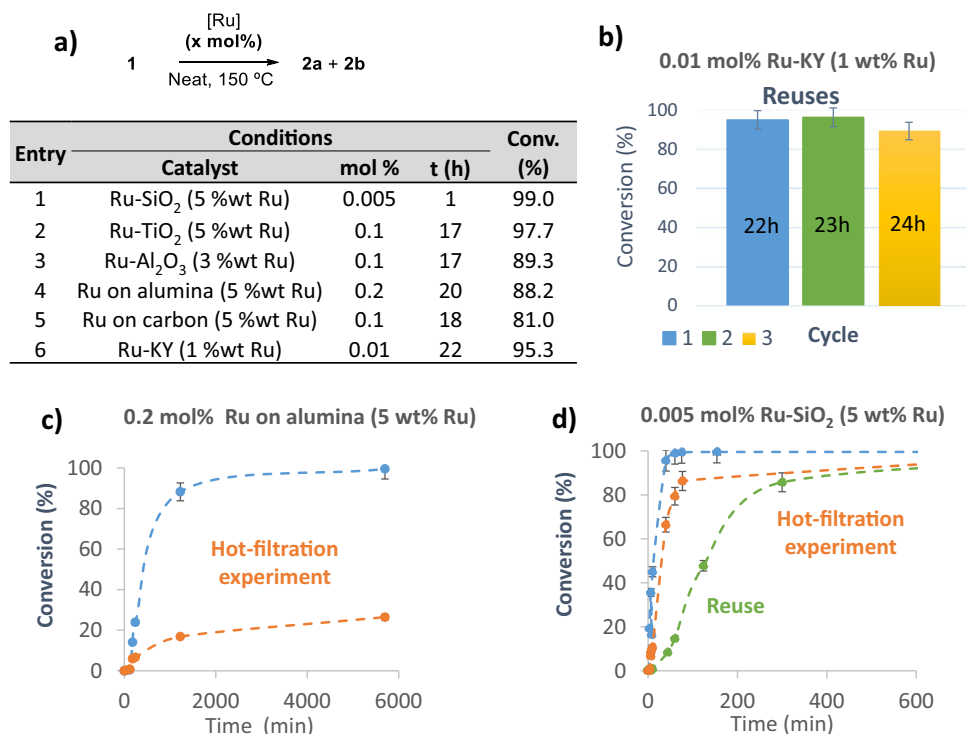 a)
[Ru]
(x mol%)
1 2a + 2b
Neat, 150 ºC
Entry Conditions Conv. (%)
Catalyst mol % t (h)
1 Ru-SiO2 (5 %wt Ru) 0.005 1 99.0
2 Ru-TiO2 (5 %wt Ru) 0.1 17 97.7
3 Ru-Al2O3 (3 %wt Ru) 0.1 17 89.3
4 Ru on alumina (5 %wt Ru) 0.2 20 88.2
5 Ru on carbon (5 %wt Ru) 0.1 18 81.0
6 Ru-KY (1 %wt Ru) 0.01 22 95.3
b)
0.01 mol% Ru-KY (1 wt% Ru)
Reuses
Conversion (%)
100
80
60
40
20
0
22h 23h 24h
1 2 3 Cycle
c) 0.2 mol% Ru on alumina (5 wt% Ru)
Conversion (%)
100
80
60
40
20
0
Hot-filtration
experiment
0 2000 4000 6000
Time (min)
d) 0.005 mol% Ru-SiO2 (5 wt% Ru)
Conversion (%)
100
80
60
40
20
0
Hot-filtration
experiment
Reuse
0 200 400 600
Time (min)